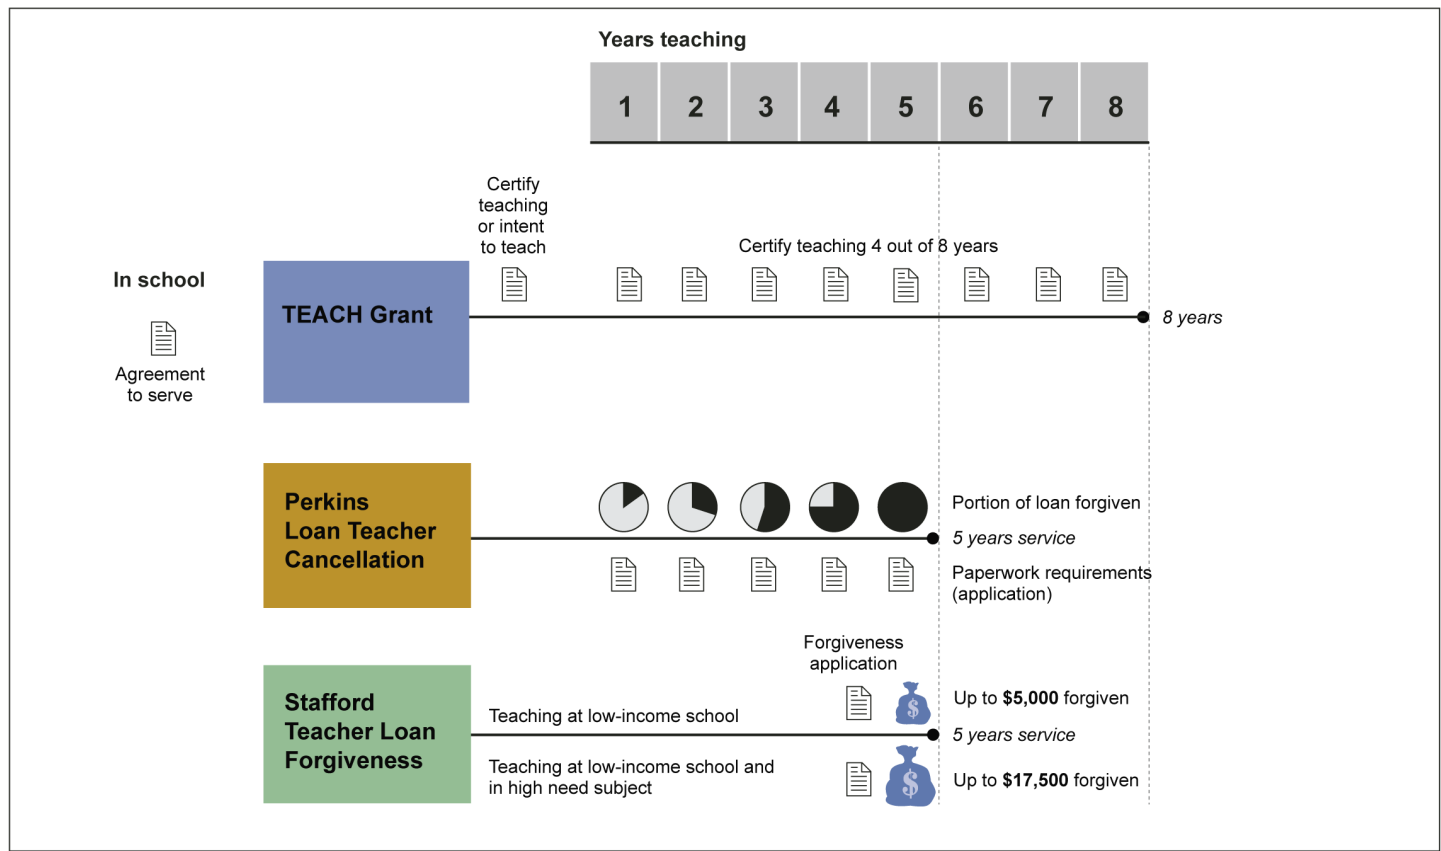 Years teaching
1 2 3 4 5 6 7 8
Certify
teaching
or intent
to teach
Certify teaching 4 out of 8 years
In school
Agreement
to serve
TEACH Grant
8 years
Perkins
Loan Teacher
Cancellation
Portion of loan forgiven
5 years service
Paperwork requirements
(application)
Stafford
Teacher Loan
Forgiveness
Teaching at low-income school
Teaching at low-income school and
in high need subject
Forgiveness
application
$
Up to $5,000 forgiven
5 years service
$
Up to $17,500 forgiven